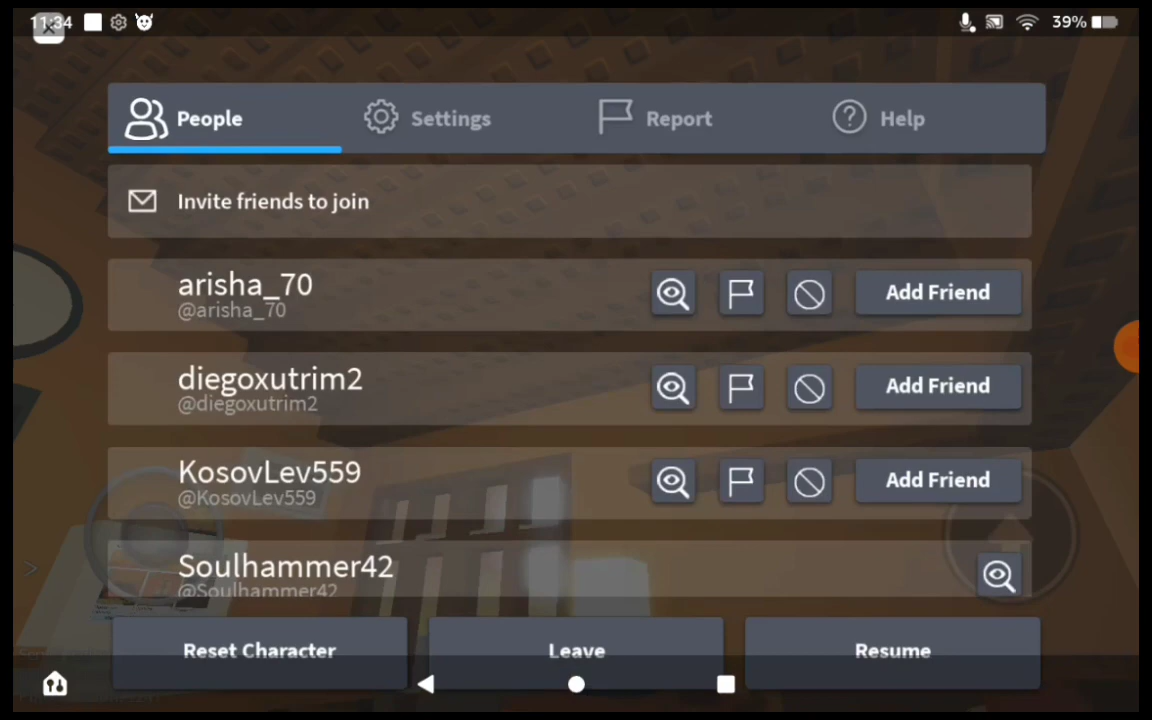 11:34
39%
People
Settings
Report
Help
Invite friends to join
arisha_70
@arisha_70
Add Friend
diegoxutrim2
@diegoxutrim2
Add Friend
KosovLev559
@KosovLev559
Add Friend
Soulhammer42
@Soulhammer42
Reset Character
Leave
Resume